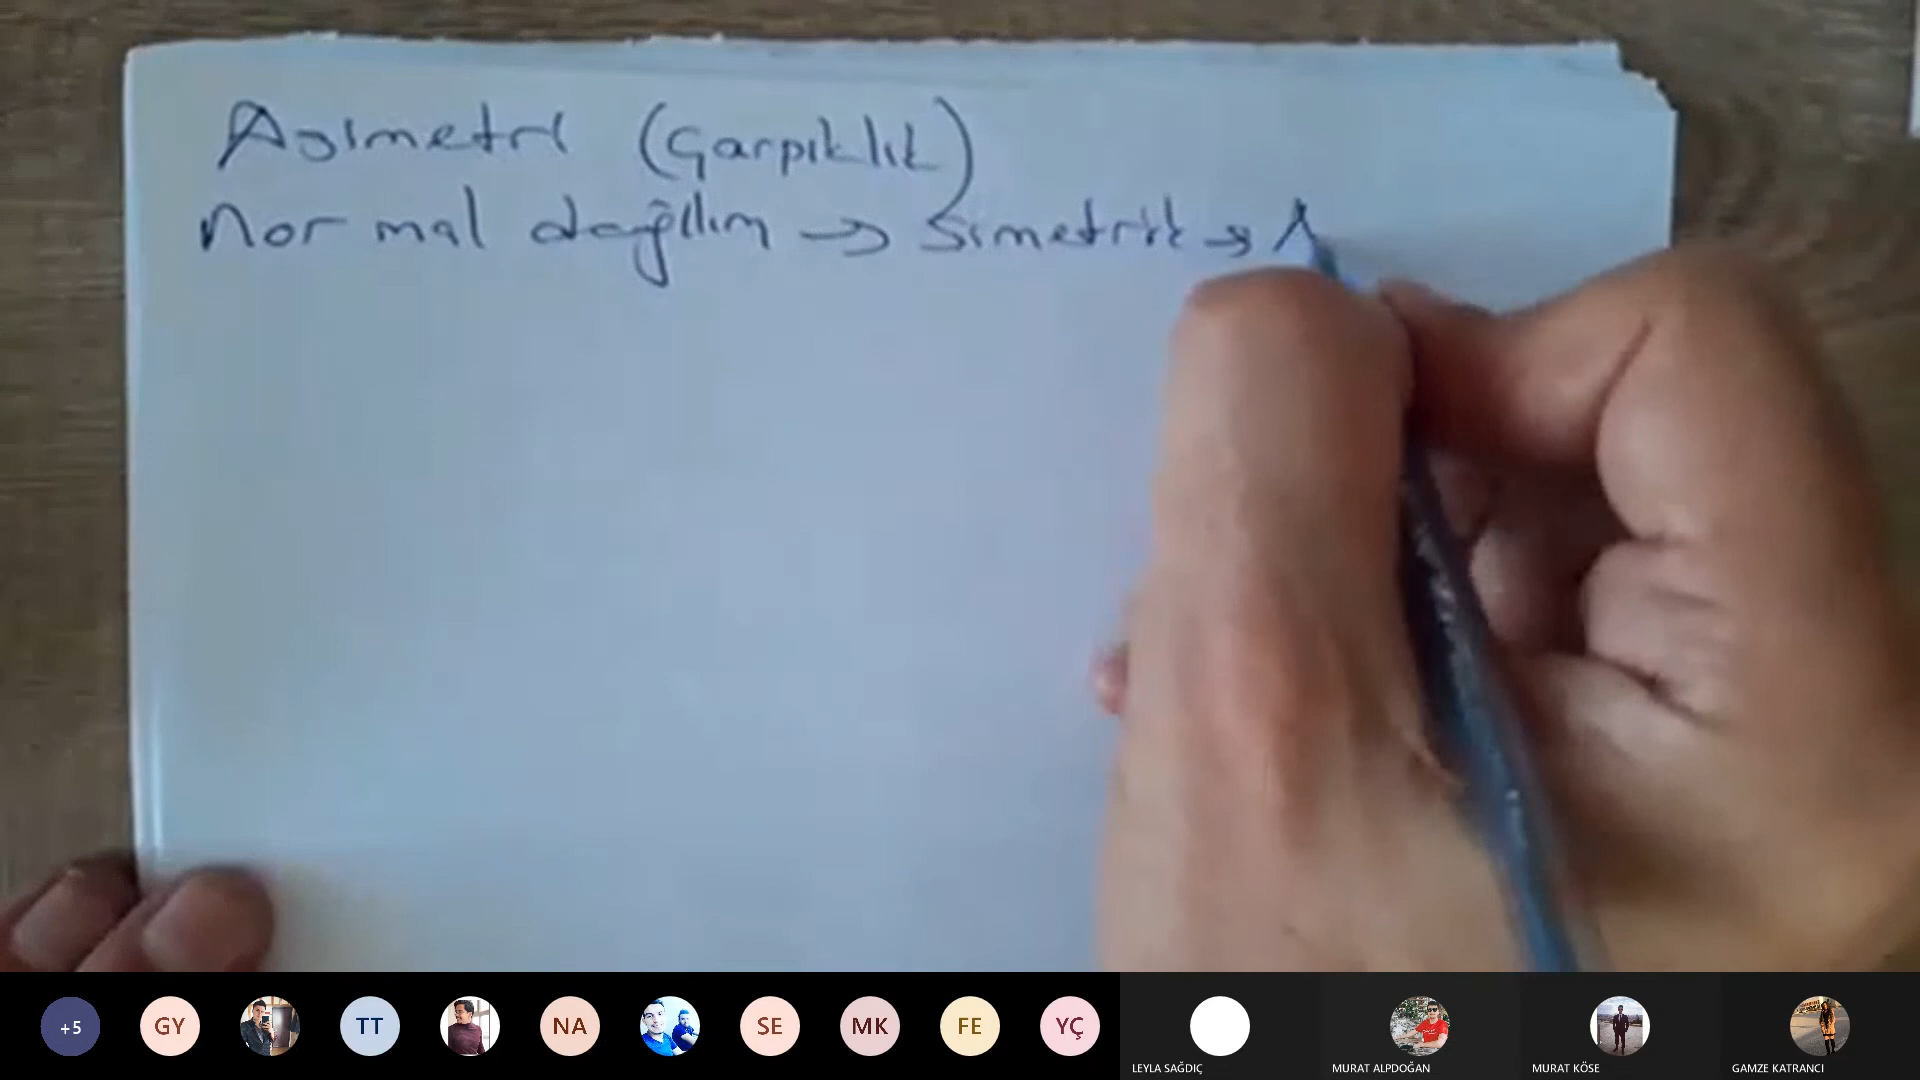 Asimetri (Çarpıklık)
Normal dağılım → Simetrik → A
+5
GY
TT
NA
SE
MK
FE
YÇ
LEYLA SAĞDIÇ
MURAT ALPDOĞAN
MURAT KÖSE
GAMZE KATRANCI